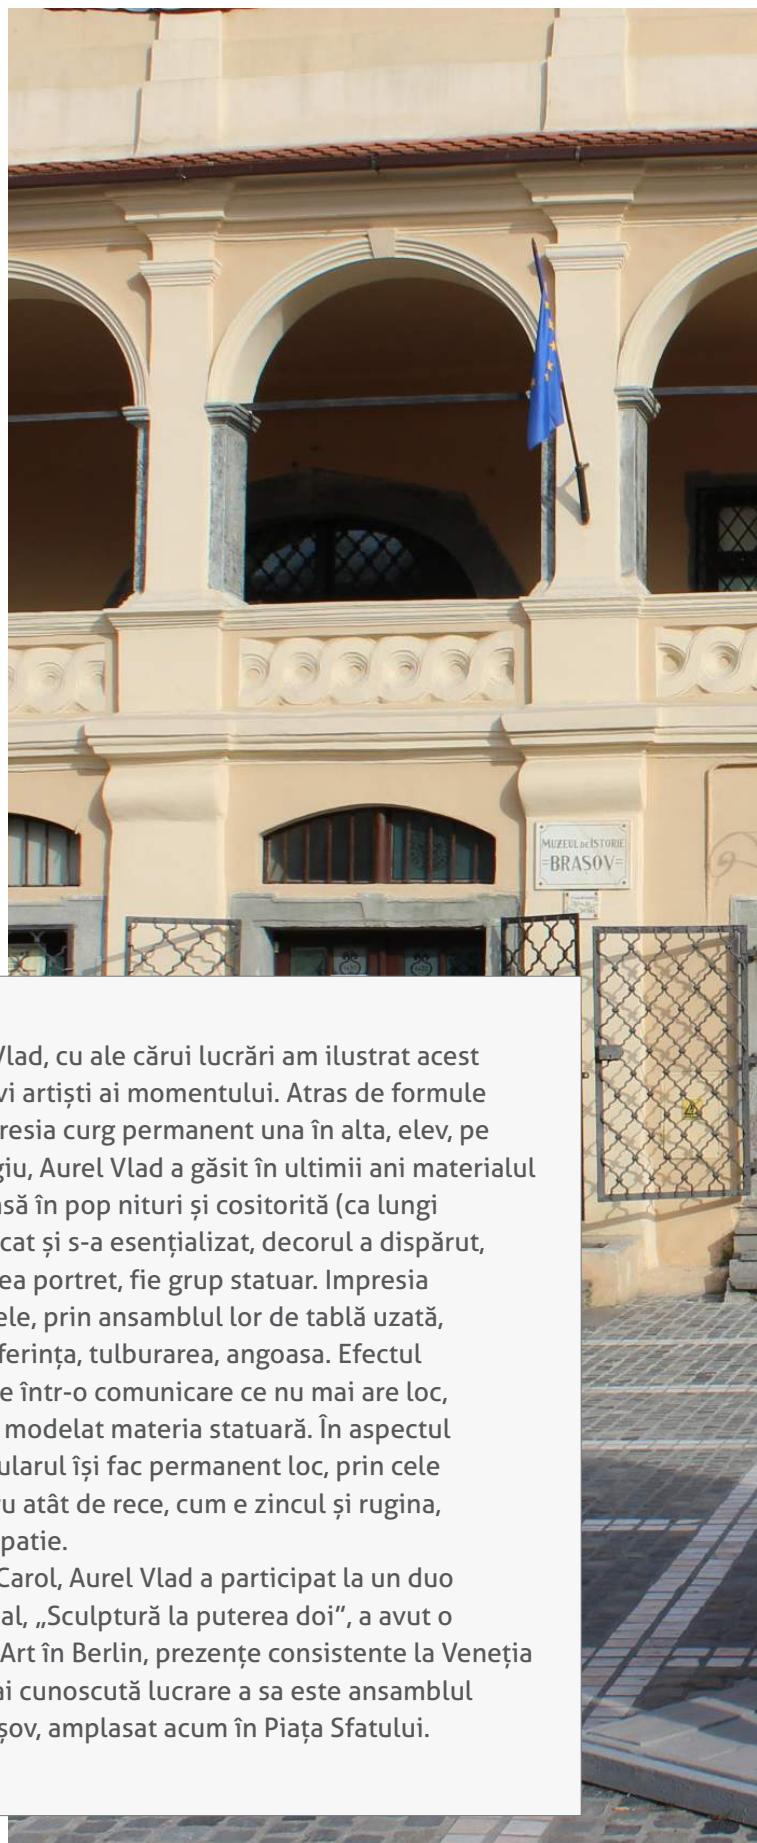 MUZEUL DE ISTORIE
=BRAȘOV=
Vlad, cu ale cărui lucrări am ilustrat acest
vi artiști ai momentului. Atras de formule
resia curg permanent una în alta, elev, pe
giu, Aurel Vlad a găsit în ultimii ani materialul
să în pop nituri și cositorită (ca lungi
cat și s-a esențializat, decorul a dispărut,
ea portret, fie grup statuar. Impresia
ele, prin ansamblul lor de tablă uzată,
ferința, tulburarea, angoasa. Efectul
e într-o comunicare ce nu mai are loc,
modelat materia statuară. În aspectul
ularul își fac permanent loc, prin cele
ru atât de rece, cum e zincul și rugina,
patie.
Carol, Aurel Vlad a participat la un duo
al, „Sculptură la puterea doi”, a avut o
Art în Berlin, prezențe consistente la Veneția
ai cunoscută lucrare a sa este ansamblul
șov, amplasat acum în Piața Sfatului.